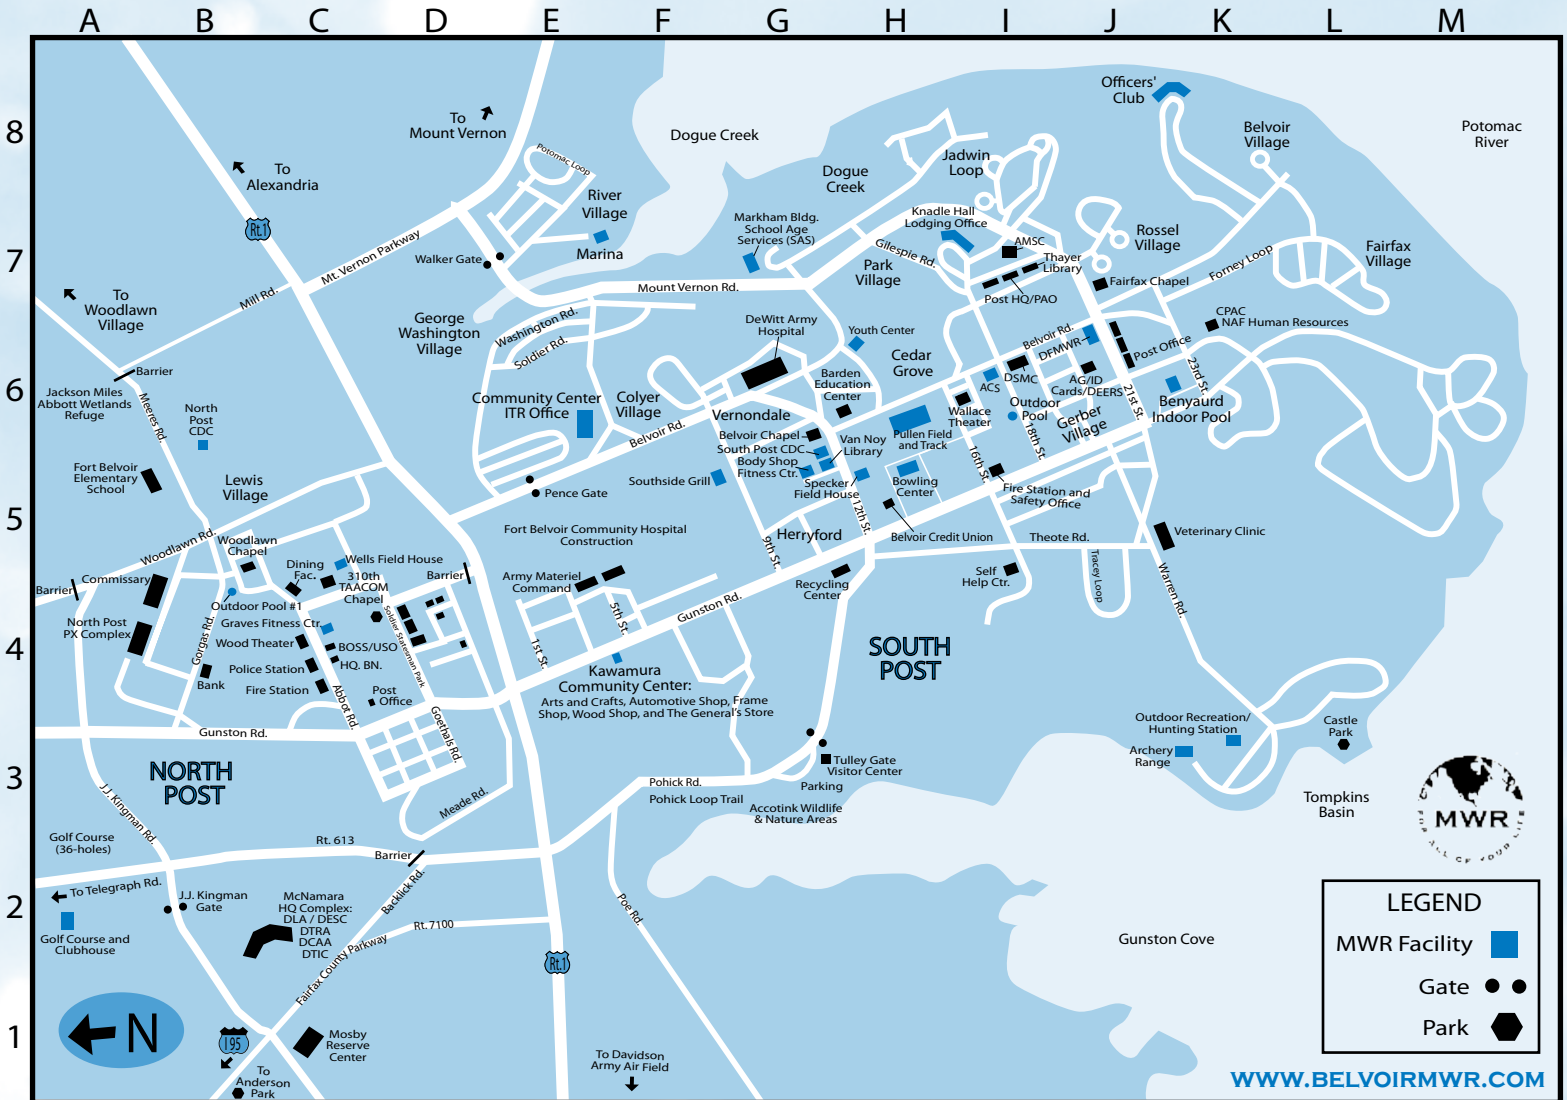 A B C D E F G H I J K L M
8
7
6
5
4
3
2
1
Officers'
Club
To
Mount Vernon
Dogue Creek
Belvoir
Village
Potomac
River
To
Alexandria
Potomac Loop
Jadwin
Loop
Dogue
Creek
River
Village
Rt.1
Markham Bldg.
School Age
Services (SAS)
Knadle Hall
Lodging Office
AMSC
Rossel
Village
Mt. Vernon Parkway
Walker Gate
Marina
Gillespie Rd.
Park
Village
Thayer
Library
Forney Loop
Fairfax
Village
Fairfax Chapel
Mill Rd.
To
Woodlawn
Village
Mount Vernon Rd.
Post HQ/PAO
George
Washington
Village
Washington Rd.
Soldier Rd.
DeWitt Army
Hospital
Youth Center
Belvoir Rd.
DFMWR
CPAC
NAF Human Resources
Post Office
Cedar
Grove
Barrier
Jackson Miles
Abbott Wetlands
Refuge
Meeres Rd.
North
Post
CDC
Community Center
ITR Office
Colyer
Village
Barden
Education
Center
ACS
DSMC
AG/ID
Cards/DEERS
21st St.
23rd St.
Benyaurd
Indoor Pool
Vernondale
Wallace
Theater
Outdoor
Pool
Gerber
Village
Belvoir Rd.
Belvoir Chapel
South Post CDC
Body Shop
Fitness Ctr.
Van Noy
Library
Pullen Field
and Track
16th St.
18th St.
Fort Belvoir
Elementary
School
Lewis
Village
Southside Grill
Specker
Field House
Bowling
Center
Fire Station and
Safety Office
Pence Gate
12th St.
Woodlawn Rd.
Woodlawn
Chapel
Fort Belvoir Community Hospital
Construction
Herryford
9th St.
Belvoir Credit Union
Theote Rd.
Veterinary Clinic
Dining
Fac.
Wells Field House
310th
TAACOM
Chapel
Barrier
Army Materiel
Command
Recycling
Center
Self
Help Ctr.
Tracey Loop
Warren Rd.
Barrier
Commissary
Outdoor Pool #1
Graves Fitness Ctr.
Soldier Statesman Park
5th St.
Gunston Rd.
North Post
PX Complex
Gorgas Rd.
Wood Theater
BOSS/USO
HQ. BN.
Police Station
Fire Station
Bank
Abbot Rd.
Post
Office
1st St.
SOUTH
POST
Kawamura
Community Center:
Arts and Crafts, Automotive Shop, Frame
Shop, Wood Shop, and The General's Store
Goethals Rd.
Gunston Rd.
Outdoor Recreation/
Hunting Station
Archery
Range
Castle
Park
NORTH
POST
J.J. Kingman Rd.
Meade Rd.
Pohick Rd.
Pohick Loop Trail
Tulley Gate
Visitor Center
Parking
Accotink Wildlife
& Nature Areas
Tompkins
Basin
MWR
FOR ALL OF YOUR LIFE
Golf Course
(36-holes)
Rt. 613
Barrier
To Telegraph Rd.
J.J. Kingman
Gate
McNamara
HQ Complex:
DLA / DESC
DTRA
DCAA
DTIC
Backlick Rd.
Rt. 7100
Poe Rd.
Golf Course and
Clubhouse
Fairfax County Parkway
Rt.1
Gunston Cove
LEGEND
MWR Facility
Gate
Park
N
I 95
Mosby
Reserve
Center
To
Anderson
Park
To Davidson
Army Air Field
WWW.BELVOIRMWR.COM